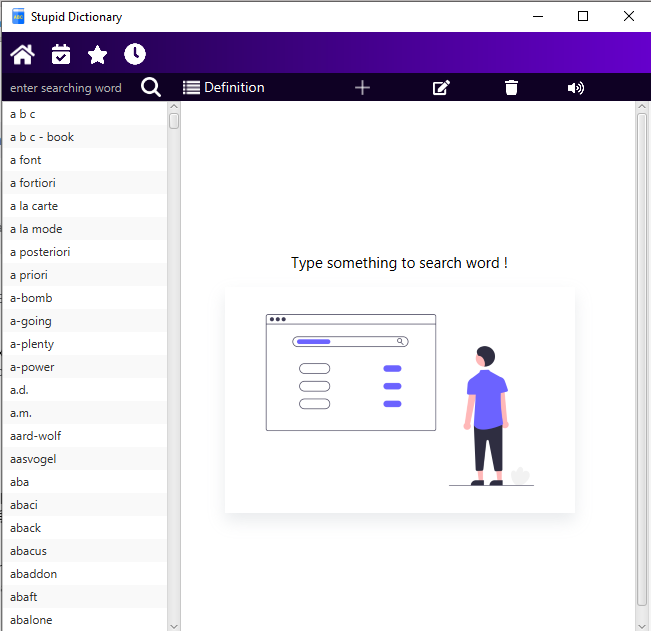 Stupid Dictionary
enter searching word
Definition
a b c
a b c - book
a font
a fortiori
a la carte
a la mode
a posteriori
a priori
a-bomb
a-going
a-plenty
a-power
a.d.
a.m.
aard-wolf
aasvogel
aba
abaci
aback
abacus
abaddon
abaft
abalone
Type something to search word !